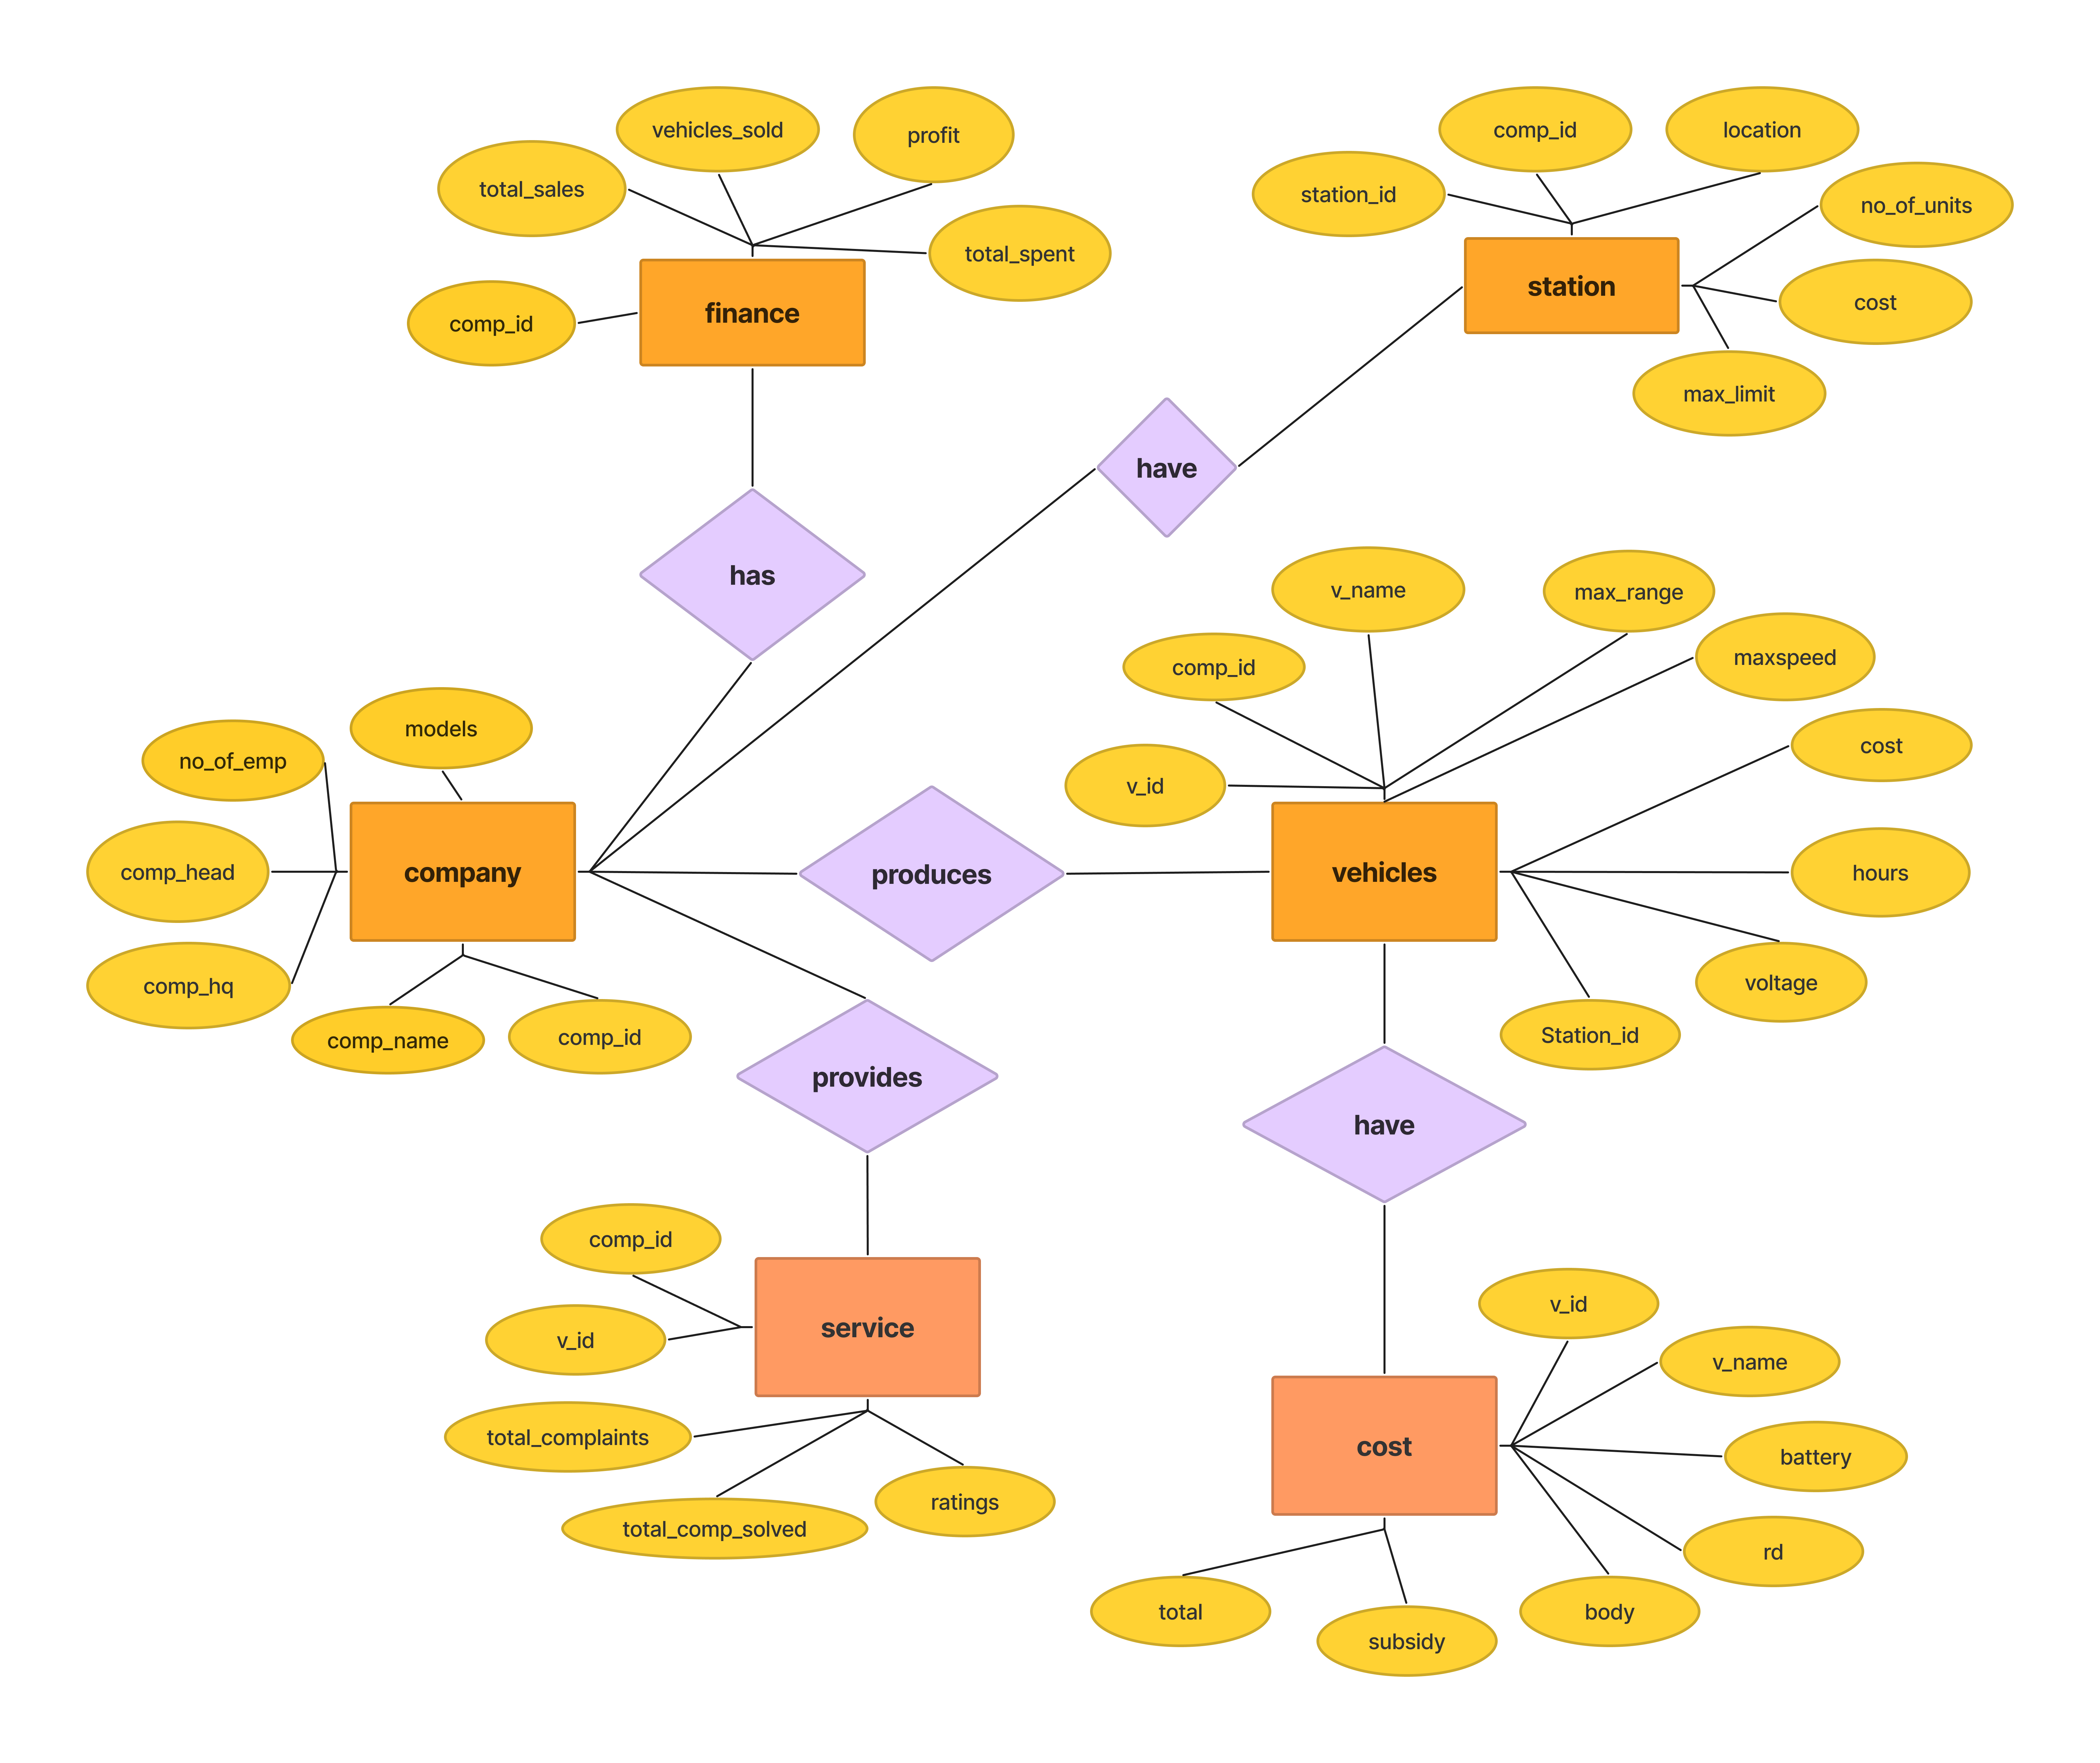 vehicles_sold
profit
total_sales
total_spent
comp_id
finance
comp_id
location
station_id
no_of_units
station
cost
max_limit
have
has
v_name
max_range
maxspeed
comp_id
cost
v_id
models
no_of_emp
comp_head
company
produces
vehicles
hours
comp_hq
voltage
comp_name
comp_id
Station_id
provides
have
comp_id
v_id
service
v_id
v_name
total_complaints
cost
battery
ratings
total_comp_solved
rd
total
body
subsidy